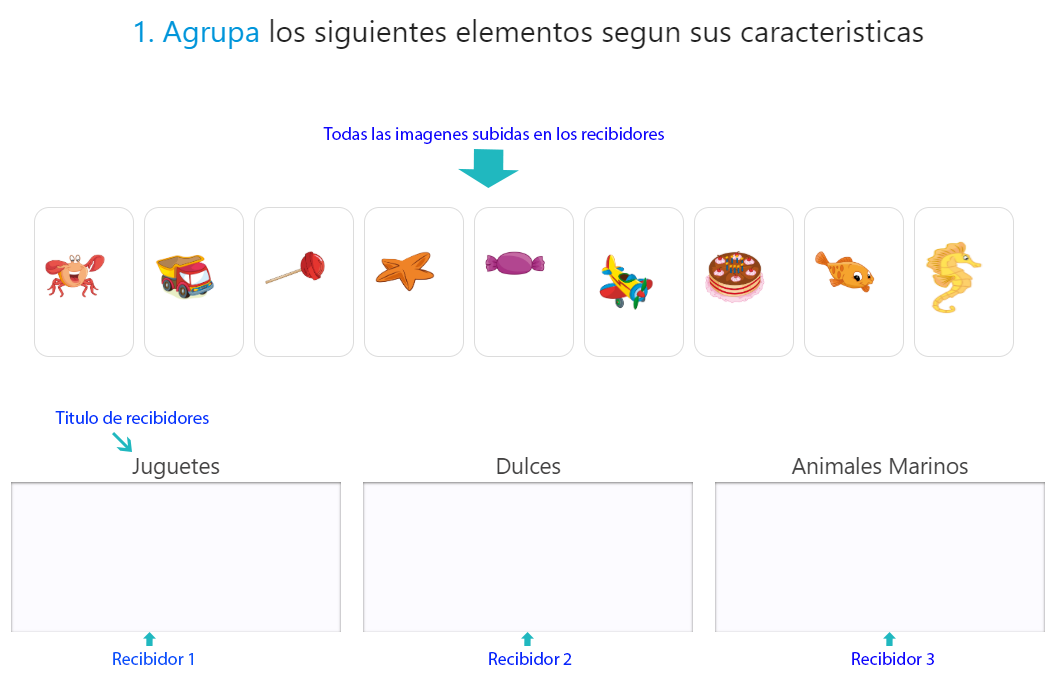 1. Agrupa los siguientes elementos segun sus caracteristicas
Todas las imagenes subidas en los recibidores
Titulo de recibidores
Juguetes
Dulces
Animales Marinos
Recibidor 1
Recibidor 2
Recibidor 3